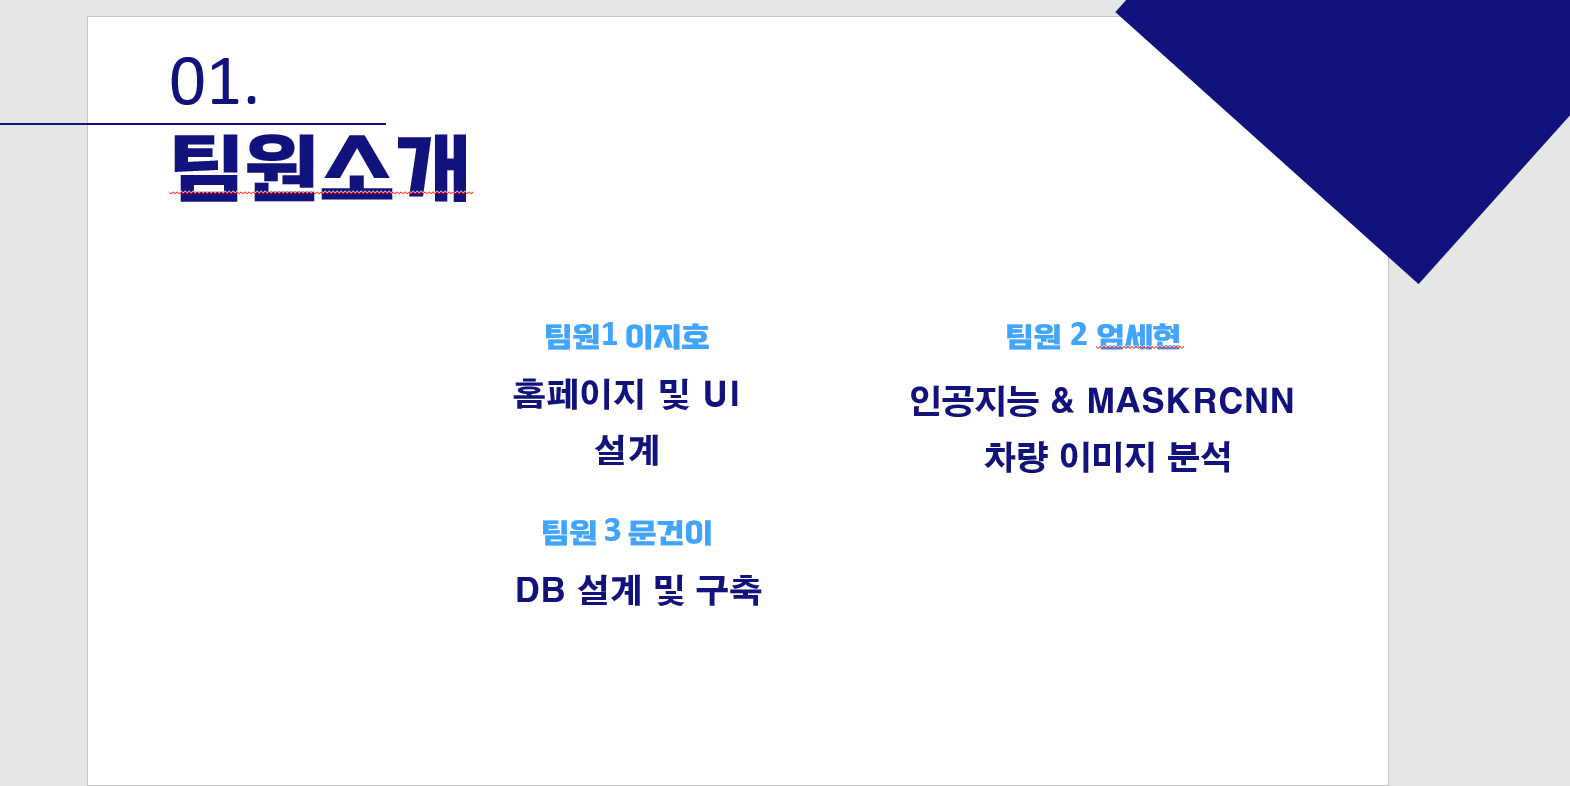 01.
팀원소개
팀원1 이지호
홈페이지 및 UI
설계
팀원 2 엄세현
인공지능 & MASKRCNN
차량 이미지 분석
팀원 3 문건이
DB 설계 및 구축